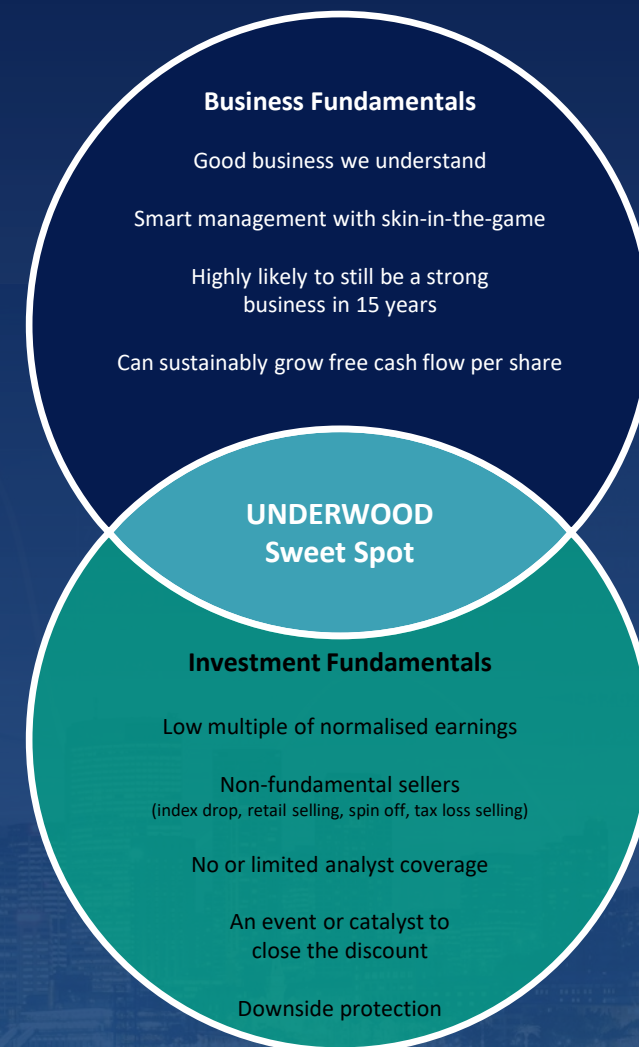 Business Fundamentals
Good business we understand
Smart management with skin-in-the-game
Highly likely to still be a strong
business in 15 years
Can sustainably grow free cash flow per share
UNDERWOOD
Sweet Spot
Investment Fundamentals
Low multiple of normalised earnings
Non-fundamental sellers
(index drop, retail selling, spin off, tax loss selling)
No or limited analyst coverage
An event or catalyst to
close the discount
Downside protection